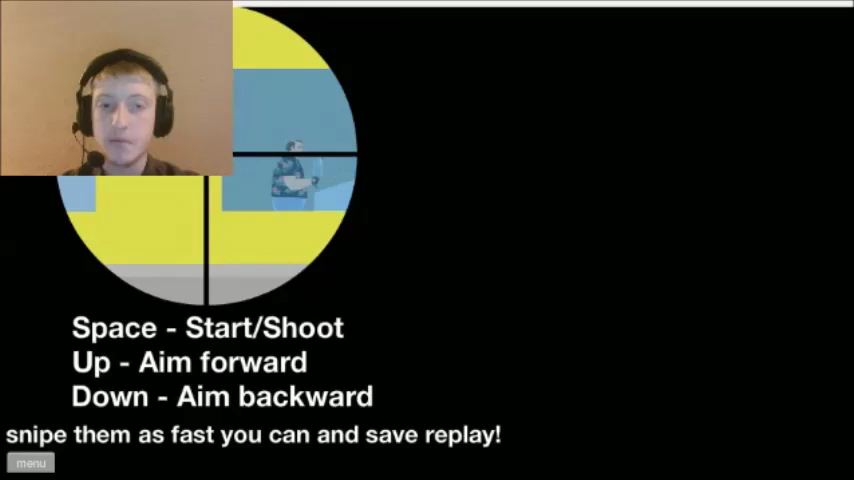 Space - Start/Shoot
Up - Aim forward
Down - Aim backward
snipe them as fast you can and save replay!
menu